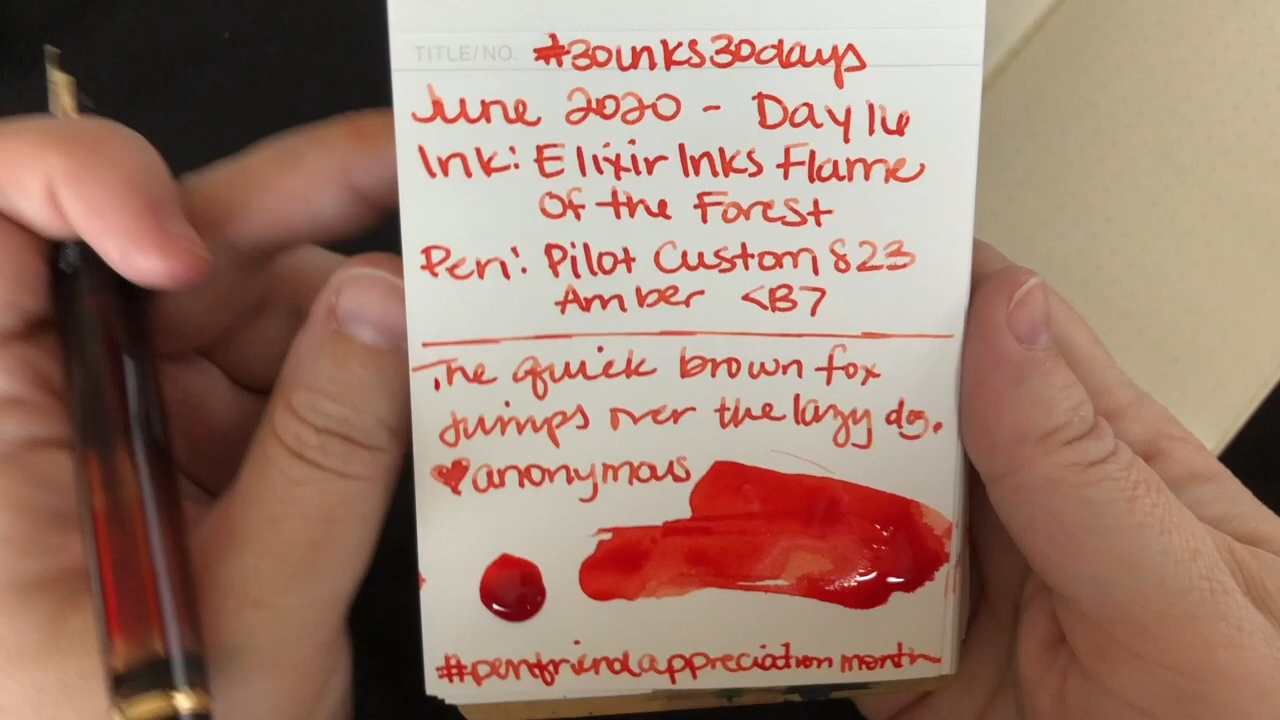 TITLE/NO. #30inks30days
June 2020 - Day 16
Ink: Elixir Inks Flame
Of the Forest
Pen: Pilot Custom 823
Amber <B>
The quick brown fox
jumps over the lazy dog.
♥anonymous
#penfriendappreciationmonth